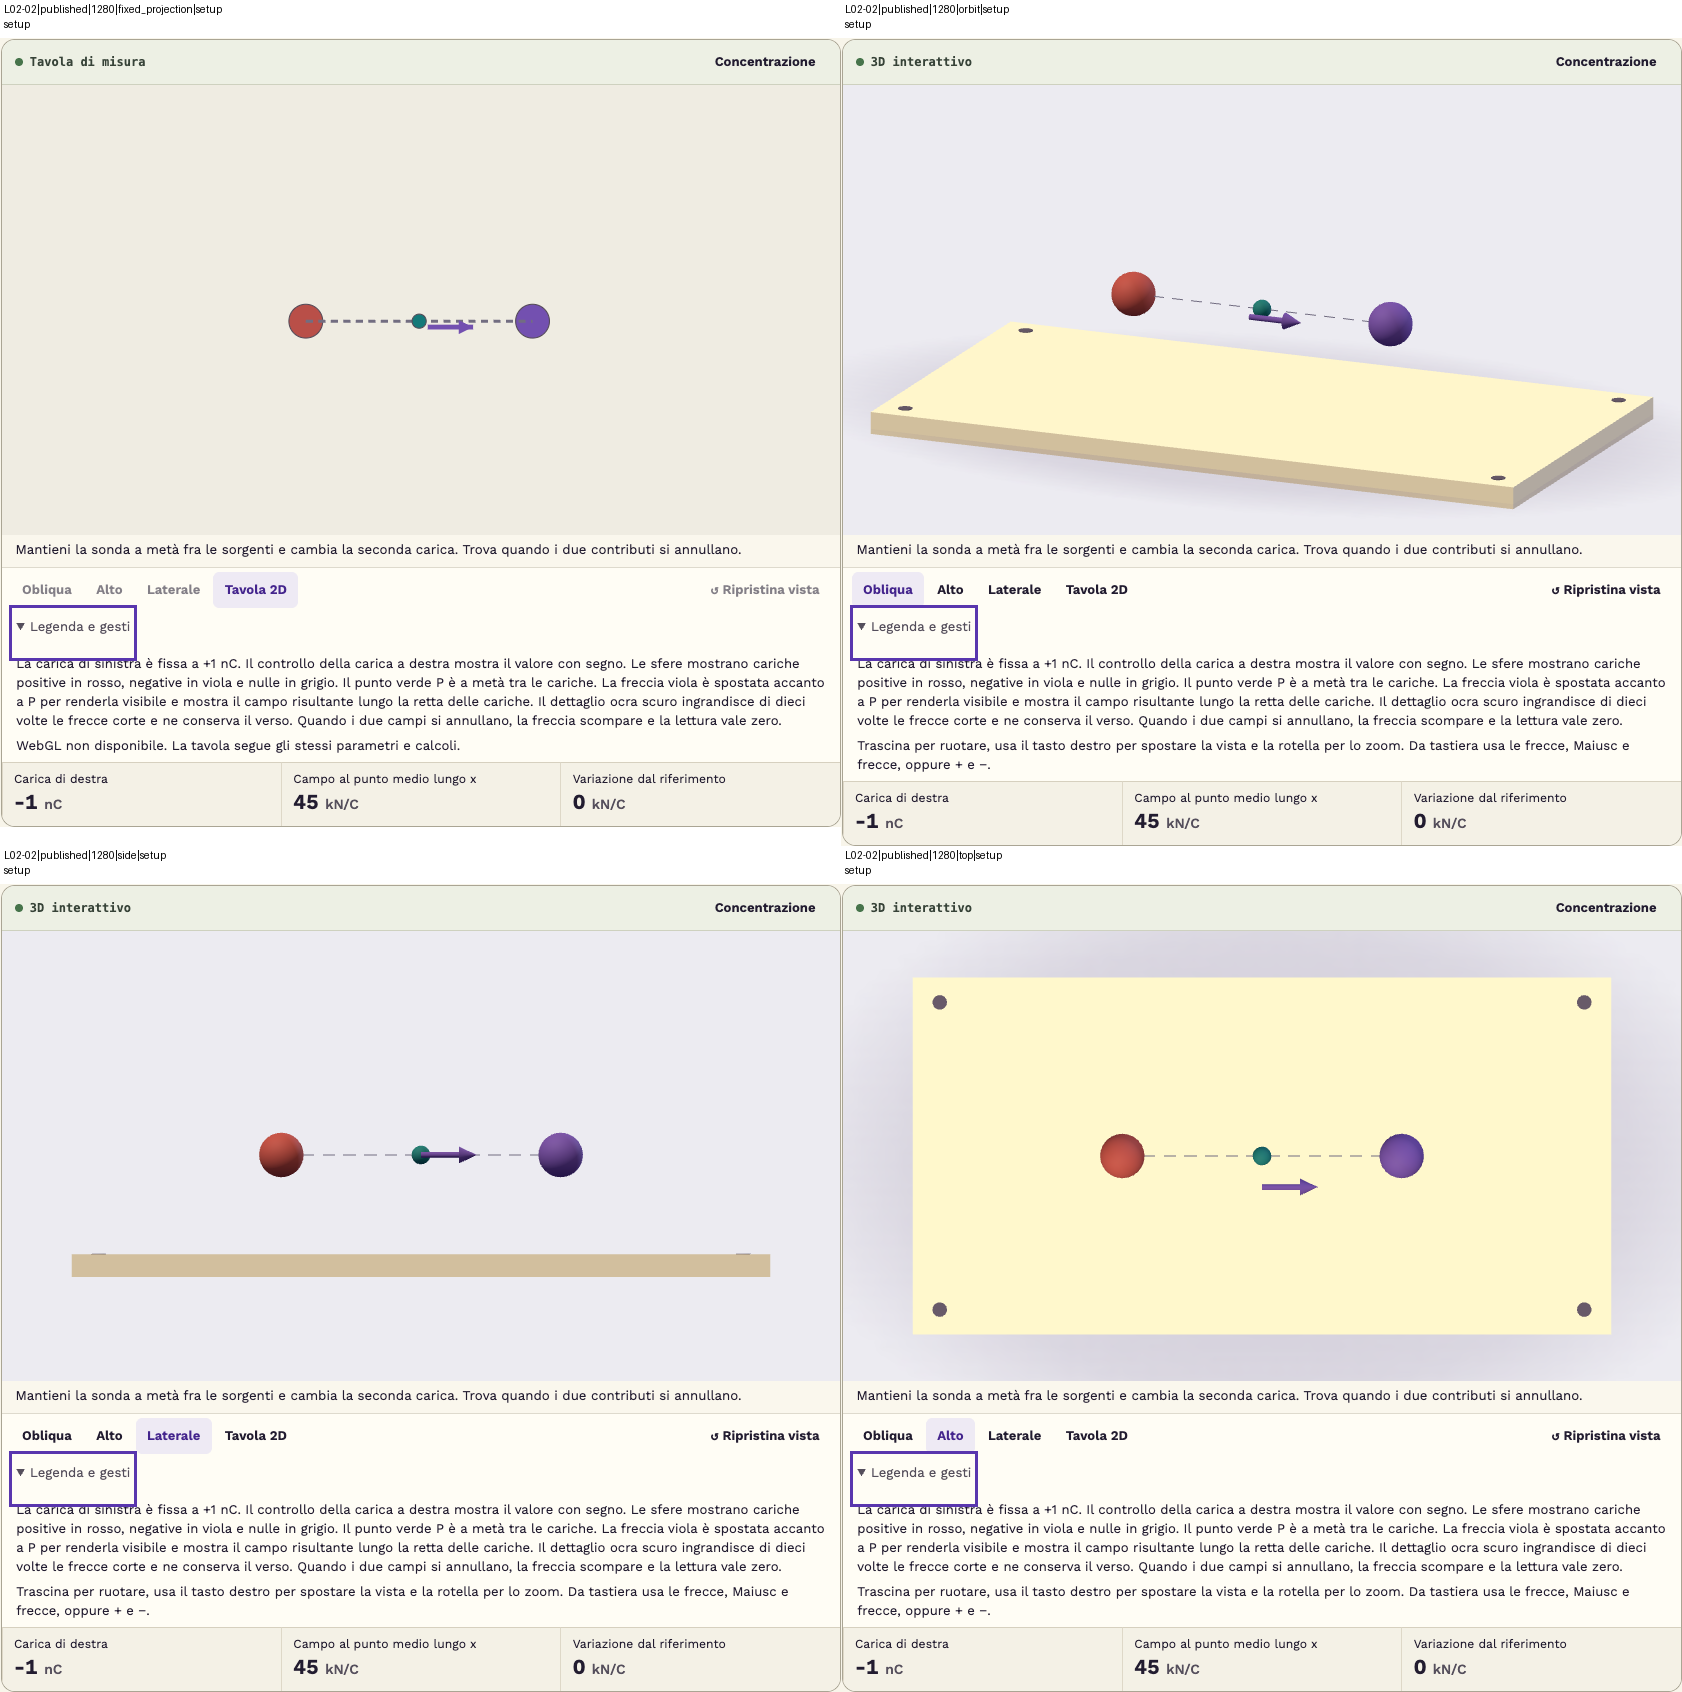 L02-02|published|1280|fixed_projection|setup
setup
Tavola di misura
Concentrazione
Mantieni la sonda a metà fra le sorgenti e cambia la seconda carica. Trova quando i due contributi si annullano.
Obliqua Alto Laterale Tavola 2D ↺ Ripristina vista
▼ Legenda e gesti
La carica di sinistra è fissa a +1 nC. Il controllo della carica a destra mostra il valore con segno. Le sfere mostrano cariche
positive in rosso, negative in viola e nulle in grigio. Il punto verde P è a metà tra le cariche. La freccia viola è spostata accanto
a P per renderla visibile e mostra il campo risultante lungo la retta delle cariche. Il dettaglio ocra scuro ingrandisce di dieci
volte le frecce corte e ne conserva il verso. Quando i due campi si annullano, la freccia scompare e la lettura vale zero.
WebGL non disponibile. La tavola segue gli stessi parametri e calcoli.
Carica di destra
-1 nC
Campo al punto medio lungo x
45 kN/C
Variazione dal riferimento
0 kN/C
L02-02|published|1280|orbit|setup
setup
3D interattivo
Concentrazione
Mantieni la sonda a metà fra le sorgenti e cambia la seconda carica. Trova quando i due contributi si annullano.
Obliqua Alto Laterale Tavola 2D ↺ Ripristina vista
▼ Legenda e gesti
La carica di sinistra è fissa a +1 nC. Il controllo della carica a destra mostra il valore con segno. Le sfere mostrano cariche
positive in rosso, negative in viola e nulle in grigio. Il punto verde P è a metà tra le cariche. La freccia viola è spostata accanto
a P per renderla visibile e mostra il campo risultante lungo la retta delle cariche. Il dettaglio ocra scuro ingrandisce di dieci
volte le frecce corte e ne conserva il verso. Quando i due campi si annullano, la freccia scompare e la lettura vale zero.
Trascina per ruotare, usa il tasto destro per spostare la vista e la rotella per lo zoom. Da tastiera usa le frecce, Maiusc e
frecce, oppure + e −.
Carica di destra
-1 nC
Campo al punto medio lungo x
45 kN/C
Variazione dal riferimento
0 kN/C
L02-02|published|1280|side|setup
setup
3D interattivo
Concentrazione
Mantieni la sonda a metà fra le sorgenti e cambia la seconda carica. Trova quando i due contributi si annullano.
Obliqua Alto Laterale Tavola 2D ↺ Ripristina vista
▼ Legenda e gesti
La carica di sinistra è fissa a +1 nC. Il controllo della carica a destra mostra il valore con segno. Le sfere mostrano cariche
positive in rosso, negative in viola e nulle in grigio. Il punto verde P è a metà tra le cariche. La freccia viola è spostata accanto
a P per renderla visibile e mostra il campo risultante lungo la retta delle cariche. Il dettaglio ocra scuro ingrandisce di dieci
volte le frecce corte e ne conserva il verso. Quando i due campi si annullano, la freccia scompare e la lettura vale zero.
Trascina per ruotare, usa il tasto destro per spostare la vista e la rotella per lo zoom. Da tastiera usa le frecce, Maiusc e
frecce, oppure + e −.
Carica di destra
-1 nC
Campo al punto medio lungo x
45 kN/C
Variazione dal riferimento
0 kN/C
L02-02|published|1280|top|setup
setup
3D interattivo
Concentrazione
Mantieni la sonda a metà fra le sorgenti e cambia la seconda carica. Trova quando i due contributi si annullano.
Obliqua Alto Laterale Tavola 2D ↺ Ripristina vista
▼ Legenda e gesti
La carica di sinistra è fissa a +1 nC. Il controllo della carica a destra mostra il valore con segno. Le sfere mostrano cariche
positive in rosso, negative in viola e nulle in grigio. Il punto verde P è a metà tra le cariche. La freccia viola è spostata accanto
a P per renderla visibile e mostra il campo risultante lungo la retta delle cariche. Il dettaglio ocra scuro ingrandisce di dieci
volte le frecce corte e ne conserva il verso. Quando i due campi si annullano, la freccia scompare e la lettura vale zero.
Trascina per ruotare, usa il tasto destro per spostare la vista e la rotella per lo zoom. Da tastiera usa le frecce, Maiusc e
frecce, oppure + e −.
Carica di destra
-1 nC
Campo al punto medio lungo x
45 kN/C
Variazione dal riferimento
0 kN/C